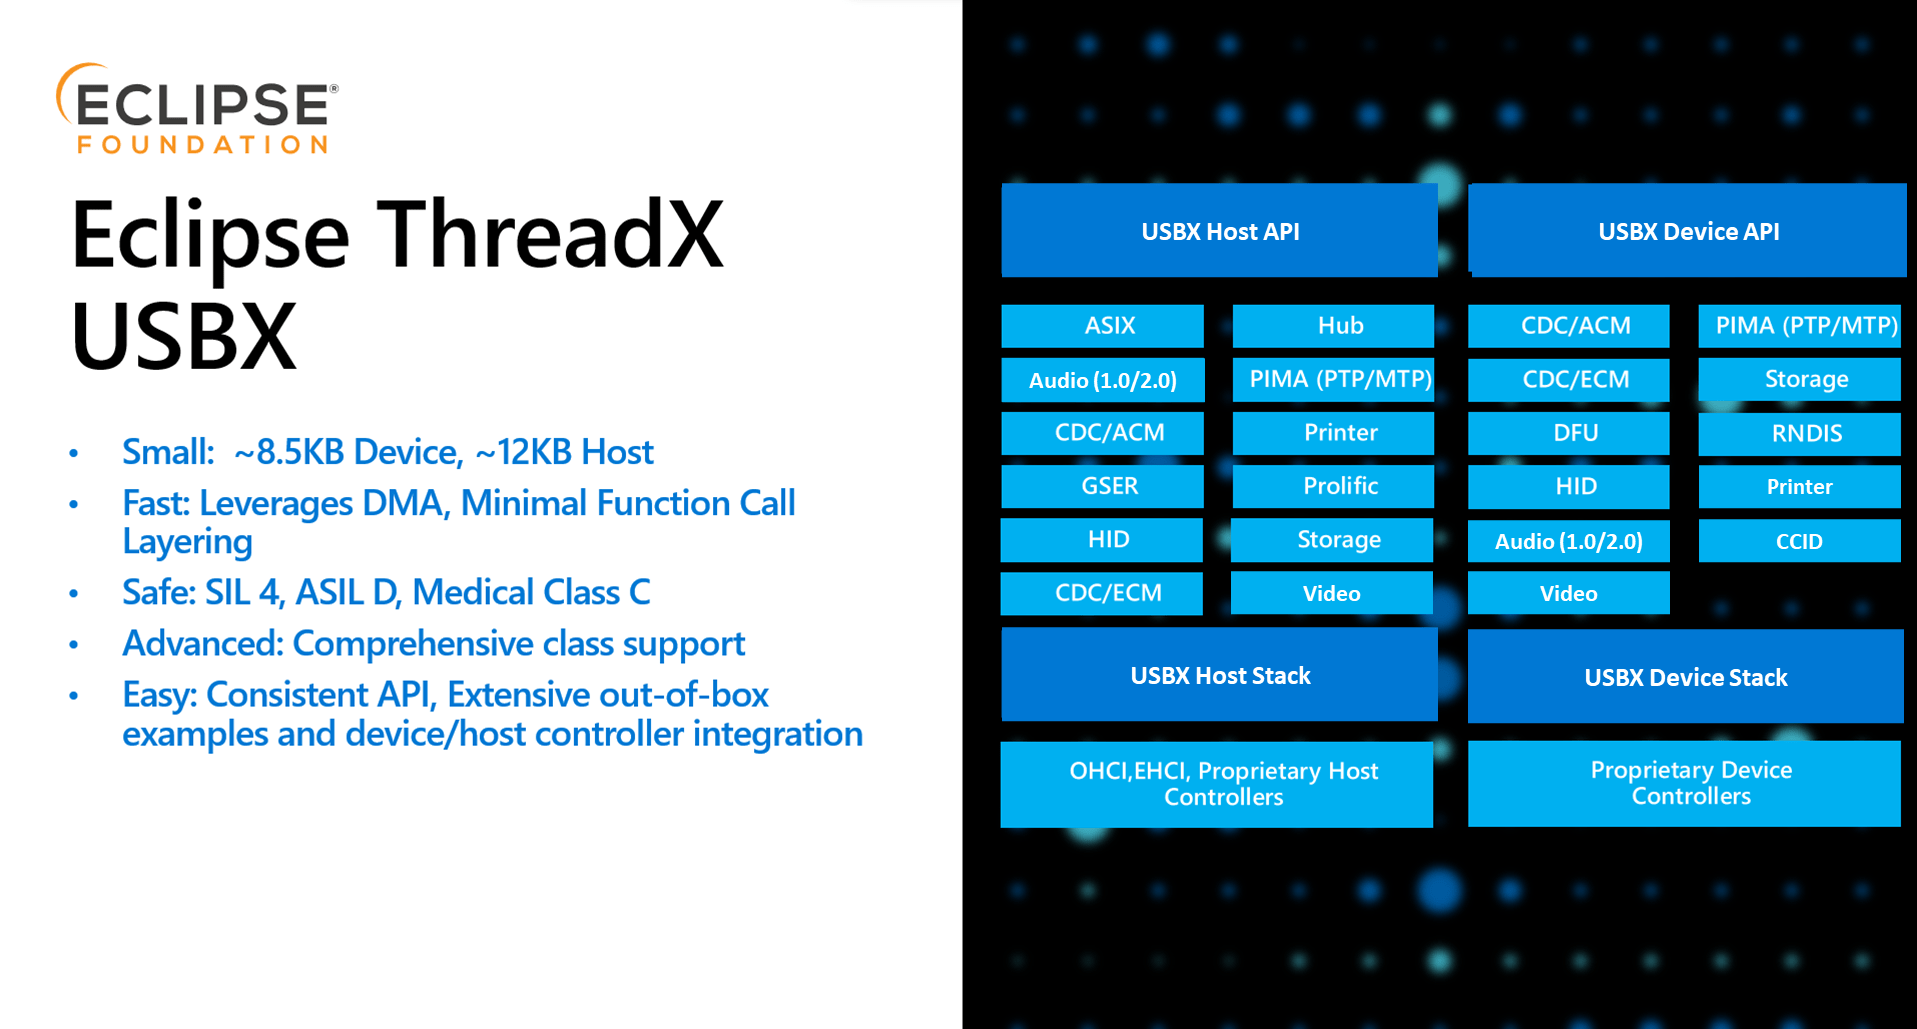 ECLIPSE®
FOUNDATION
Eclipse ThreadX
USBX
• Small:  ~8.5KB Device, ~12KB Host
• Fast: Leverages DMA, Minimal Function Call
Layering
• Safe: SIL 4, ASIL D, Medical Class C
• Advanced: Comprehensive class support
• Easy: Consistent API, Extensive out-of-box
examples and device/host controller integration
USBX Host API
ASIX
Hub
Audio (1.0/2.0)
PIMA (PTP/MTP)
CDC/ACM
Printer
GSER
Prolific
HID
Storage
CDC/ECM
Video
USBX Host Stack
OHCI,EHCI, Proprietary Host
Controllers
USBX Device API
CDC/ACM
PIMA (PTP/MTP)
CDC/ECM
Storage
DFU
RNDIS
HID
Printer
Audio (1.0/2.0)
CCID
Video
USBX Device Stack
Proprietary Device
Controllers